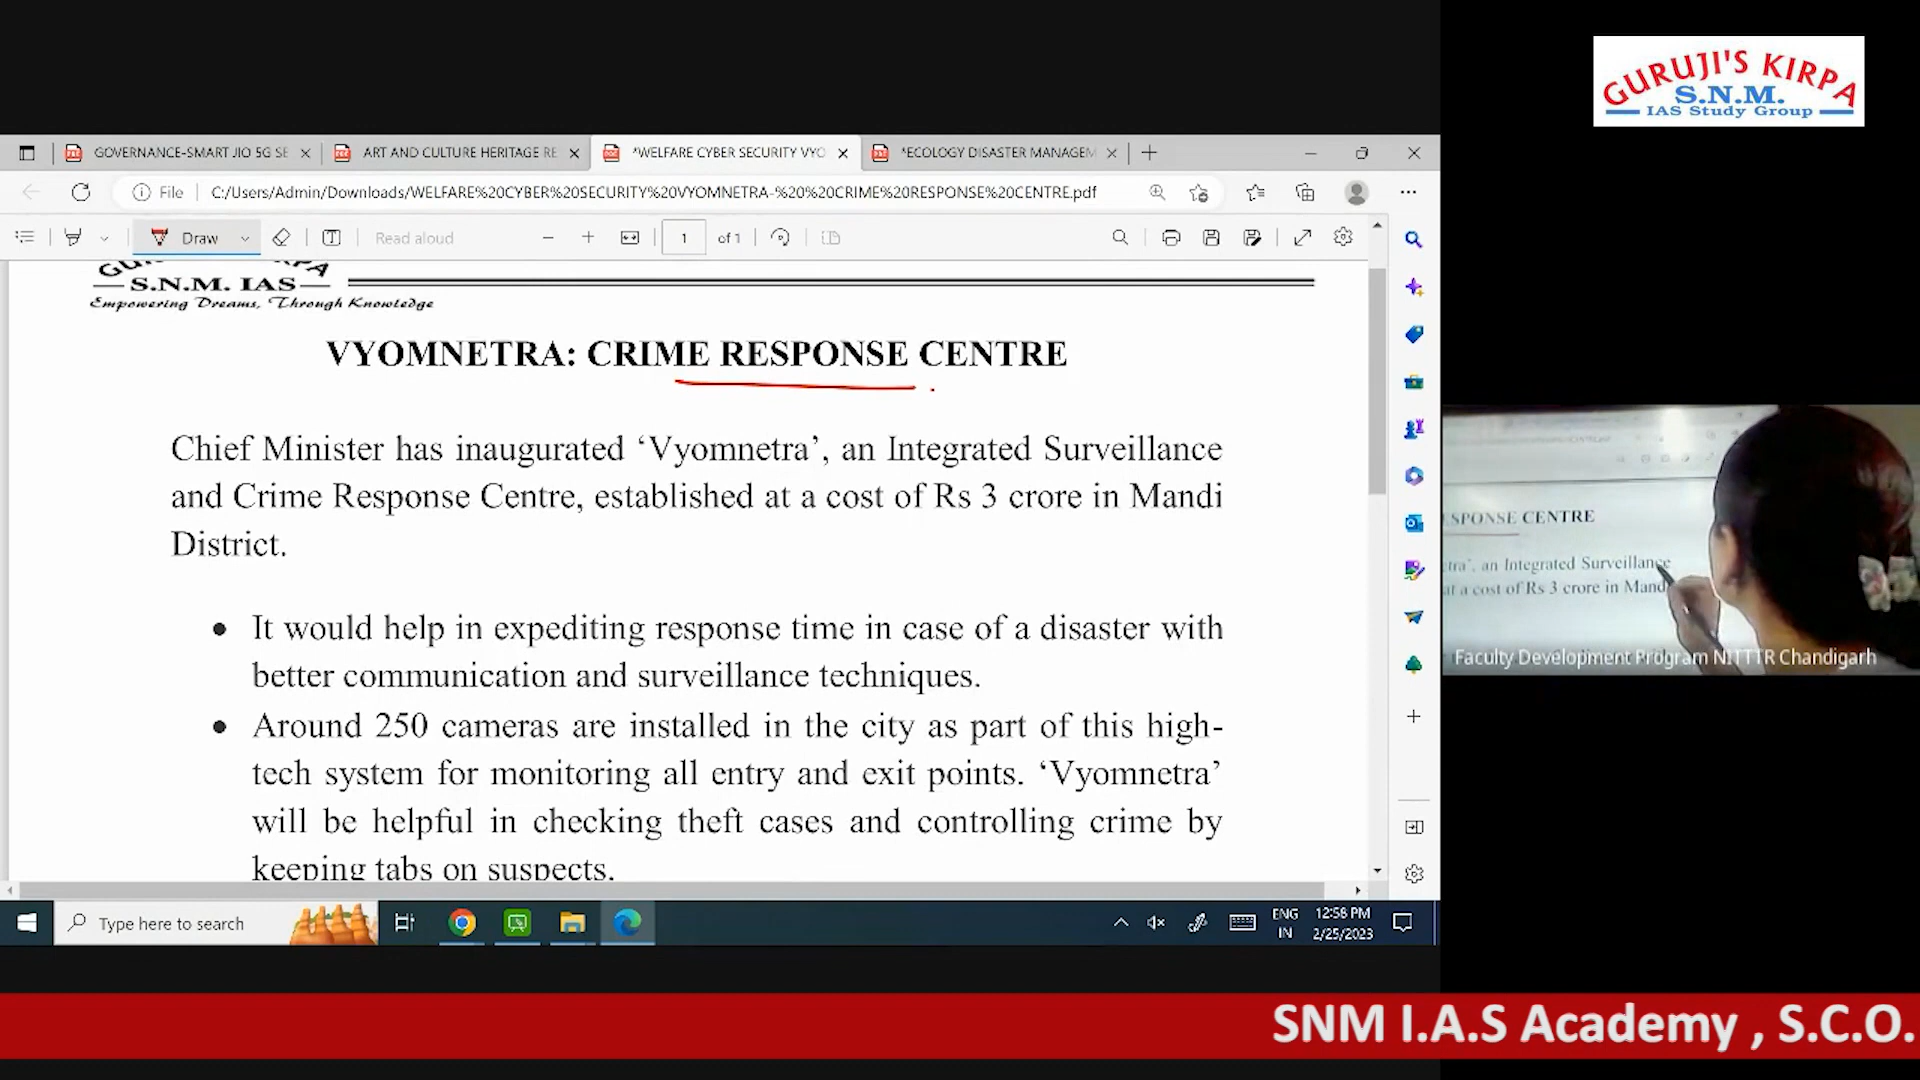 GURUJI'S KIRPA
S.N.M.
IAS Study Group
GOVERNANCE-SMART JIO 5G SE
ART AND CULTURE HERITAGE RE
*WELFARE CYBER SECURITY VYO
*ECOLOGY DISASTER MANAGEM
File
C:/Users/Admin/Downloads/WELFARE%20CYBER%20SECURITY%20VYOMNETRA-%20%20CRIME%20RESPONSE%20CENTRE.pdf
Draw
Read aloud
1
of 1
S.N.M. IAS
Empowering Dreams, Through Knowledge
VYOMNETRA: CRIME RESPONSE CENTRE
Chief Minister has inaugurated ‘Vyomnetra’, an Integrated Surveillance
and Crime Response Centre, established at a cost of Rs 3 crore in Mandi
District.
• It would help in expediting response time in case of a disaster with
better communication and surveillance techniques.
• Around 250 cameras are installed in the city as part of this high-
tech system for monitoring all entry and exit points. ‘Vyomnetra’
will be helpful in checking theft cases and controlling crime by
keeping tabs on suspects.
SPONSE CENTRE
tra’, an Integrated Surveillance
at a cost of Rs 3 crore in Mandi
Faculty Development Program NITTTR Chandigarh
Type here to search
ENG
IN
12:58 PM
2/25/2023
SNM I.A.S Academy , S.C.O.